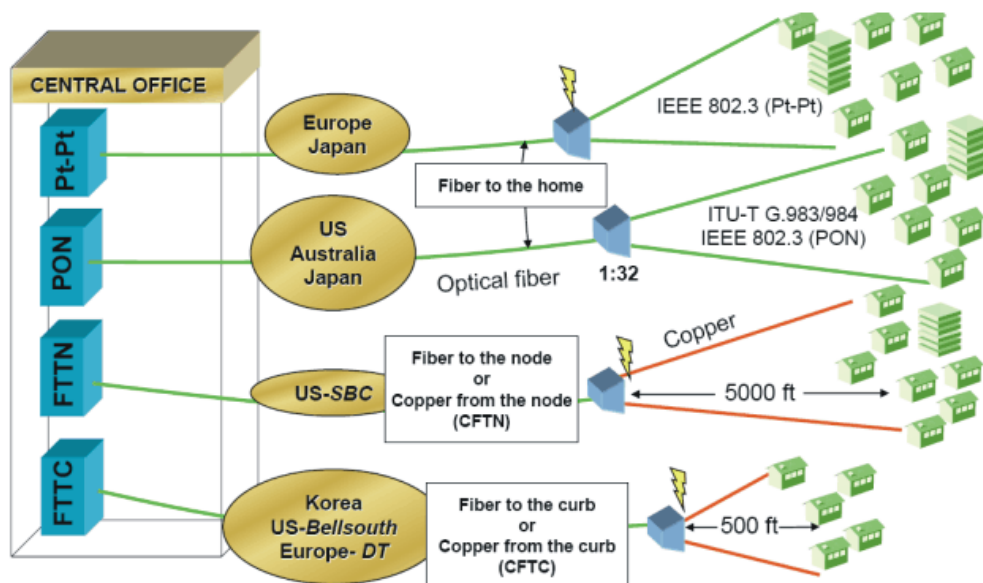 CENTRAL OFFICE
Pt-Pt
Europe
Japan
IEEE 802.3 (Pt-Pt)
Fiber to the home
PON
US
Australia
Japan
Optical fiber
1:32
ITU-T G.983/984
IEEE 802.3 (PON)
FTTN
US-SBC
Fiber to the node
or
Copper from the node
(CFTN)
Copper
5000 ft
FTTC
Korea
US-Bellsouth
Europe- DT
Fiber to the curb
or
Copper from the curb
(CFTC)
500 ft